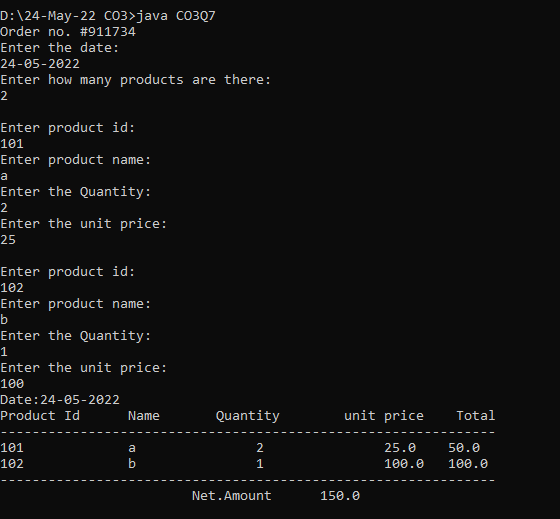 D:\24-May-22 CO3>java CO3Q7
Order no. #911734
Enter the date:
24-05-2022
Enter how many products are there:
2
Enter product id:
101
Enter product name:
a
Enter the Quantity:
2
Enter the unit price:
25
Enter product id:
102
Enter product name:
b
Enter the Quantity:
1
Enter the unit price:
100
Date:24-05-2022
Product Id      Name       Quantity        unit price    Total
--------------------------------------------------------------
101             a               2               25.0    50.0
102             b               1               100.0   100.0
--------------------------------------------------------------
                        Net.Amount      150.0